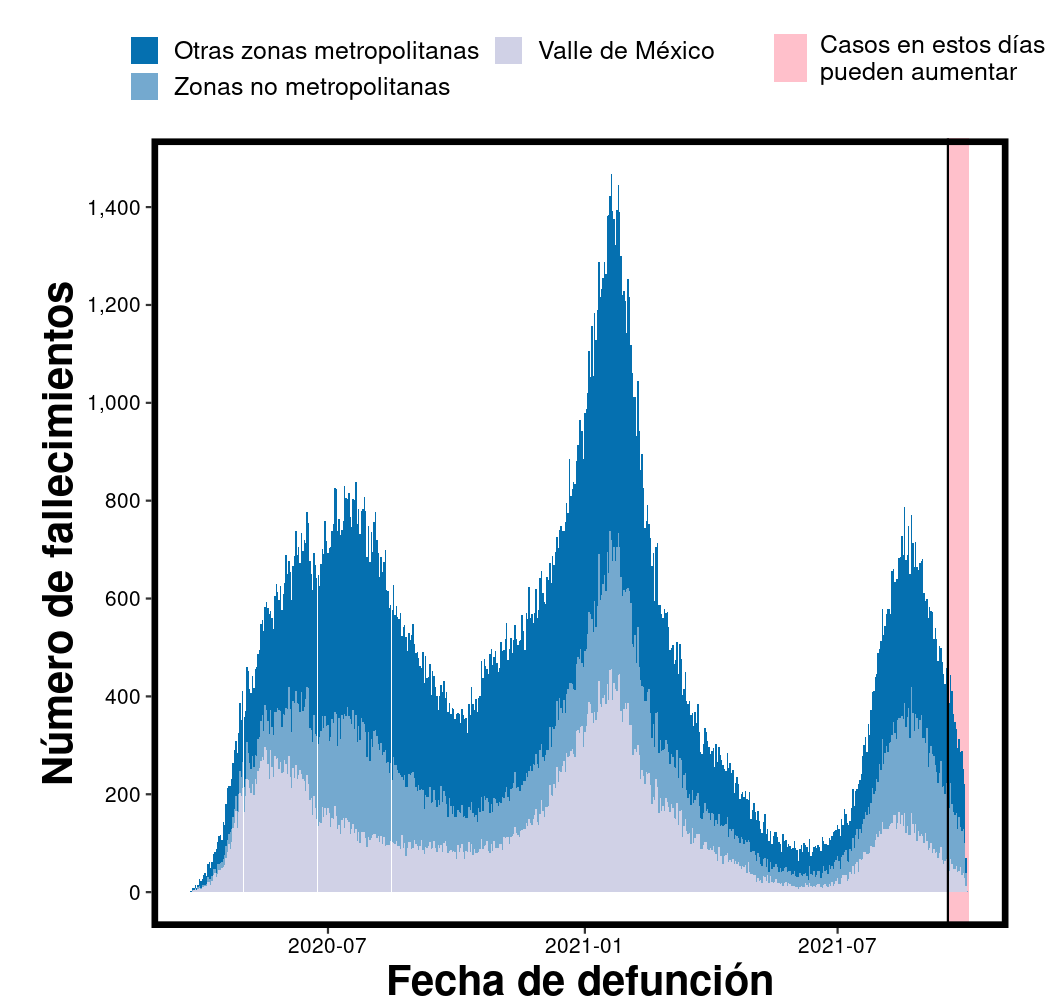 Otras zonas metropolitanas
Valle de México
Zonas no metropolitanas
Casos en estos días
pueden aumentar
Número de fallecimientos
1,400
1,200
1,000
800
600
400
200
0
2020-07
2021-01
2021-07
Fecha de defunción